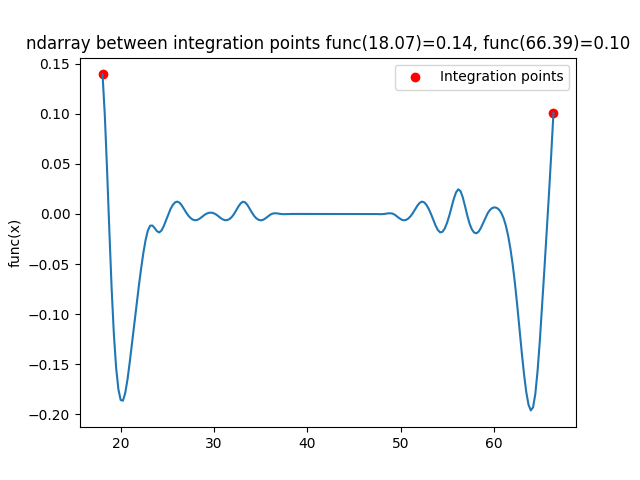 ndarray between integration points func(18.07)=0.14, func(66.39)=0.10
Integration points
func(x)
0.15
0.10
0.05
0.00
−0.05
−0.10
−0.15
−0.20
20 30 40 50 60